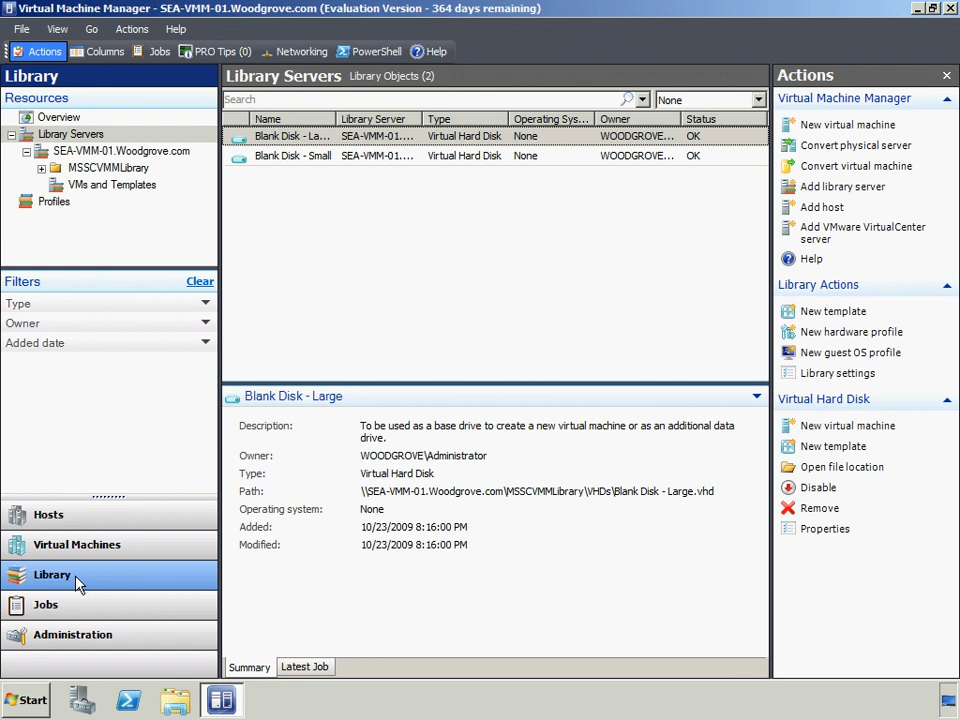 Virtual Machine Manager - SEA-VMM-01.Woodgrove.com (Evaluation Version - 364 days remaining)
File View Go Actions Help
Actions Columns Jobs PRO Tips (0) Networking PowerShell Help
Library
Resources
Overview
Library Servers
SEA-VMM-01.Woodgrove.com
MSSCVMMLibrary
VMs and Templates
Profiles
Filters Clear
Type
Owner
Added date
Hosts
Virtual Machines
Library
Jobs
Administration
Library Servers Library Objects (2)
Search None
Name Library Server Type Operating Sys... Owner Status
Blank Disk - La... SEA-VMM-01.... Virtual Hard Disk None WOODGROVE... OK
Blank Disk - Small SEA-VMM-01.... Virtual Hard Disk None WOODGROVE... OK
Blank Disk - Large
Description: To be used as a base drive to create a new virtual machine or as an additional data
drive.
Owner: WOODGROVE\Administrator
Type: Virtual Hard Disk
Path: \\SEA-VMM-01.Woodgrove.com\MSSCVMMLibrary\VHDs\Blank Disk - Large.vhd
Operating system: None
Added: 10/23/2009 8:16:00 PM
Modified: 10/23/2009 8:16:00 PM
Summary Latest Job
Actions
Virtual Machine Manager
New virtual machine
Convert physical server
Convert virtual machine
Add library server
Add host
Add VMware VirtualCenter
server
Help
Library Actions
New template
New hardware profile
New guest OS profile
Library settings
Virtual Hard Disk
New virtual machine
New template
Open file location
Disable
Remove
Properties
Start